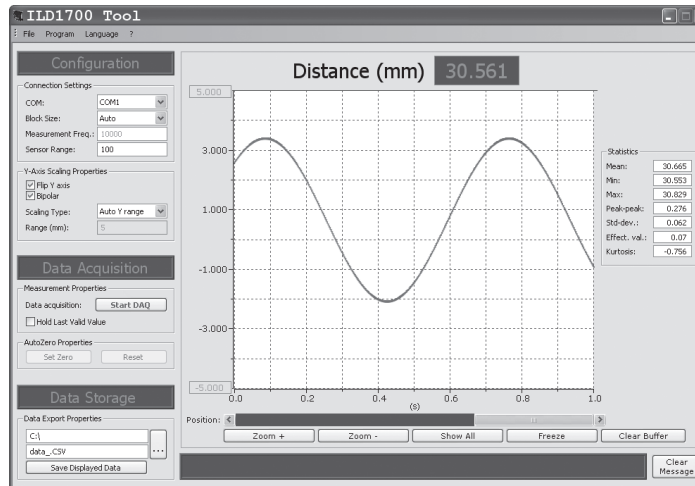 ILD1700 Tool
File Program Language ?
Configuration
Connection Settings
COM: COM1
Block Size: Auto
Measurement Freq.: 10000
Sensor Range: 100
Y-Axis Scaling Properties
Flip Y axis
Bipolar
Scaling Type: Auto Y range
Range (mm): 5
Data Acquisition
Measurement Properties
Data acquisition: Start DAQ
Hold Last Valid Value
AutoZero Properties
Set Zero Reset
Data Storage
Data Export Properties
C:\
data_.CSV
...
Save Displayed Data
Distance (mm) 30.561
5.000
3.000
1.000
-1.000
-3.000
-5.000
0.0 0.2 0.4 0.6 0.8 1.0
(s)
Position:
Zoom + Zoom - Show All Freeze Clear Buffer
Statistics
Mean: 30.665
Min: 30.553
Max: 30.829
Peak-peak: 0.276
Std-dev.: 0.062
Effect. val.: 0.07
Kurtosis: -0.756
Clear
Message